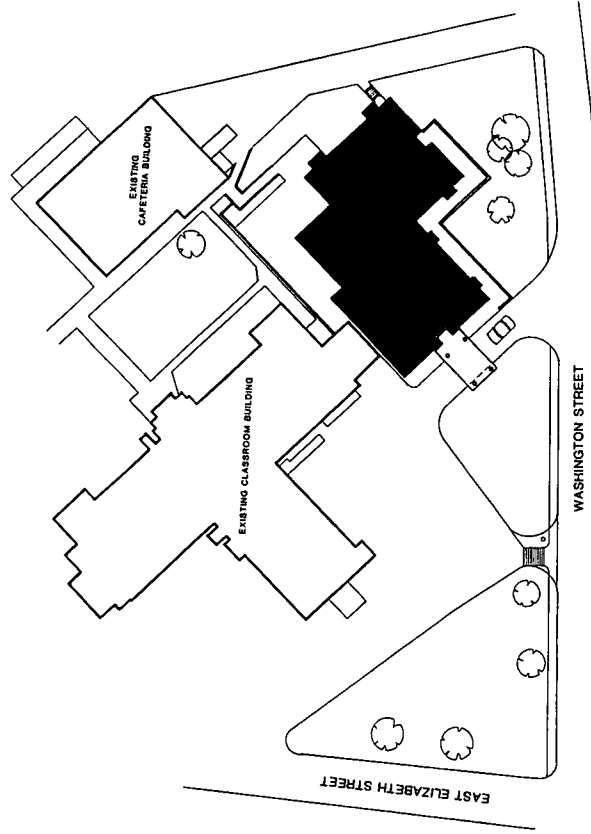 EXISTING
CAFETERIA BUILDING
EXISTING CLASSROOM BUILDING
WASHINGTON STREET
EAST ELIZABETH STREET